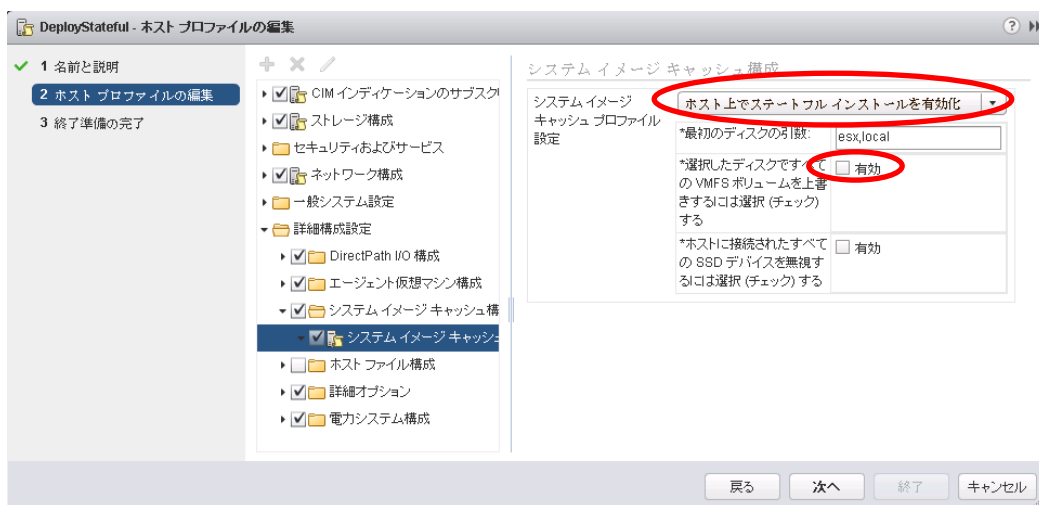 DeployStateful - ホスト プロファイルの編集
1 名前と説明
2 ホスト プロファイルの編集
3 終了準備の完了
CIM インディケーションのサブスク
ストレージ構成
セキュリティおよびサービス
ネットワーク構成
一般システム設定
詳細構成設定
DirectPath I/O 構成
エージェント仮想マシン構成
システム イメージ キャッシュ構
システム イメージ キャッシュ
ホスト ファイル構成
詳細オプション
電力システム構成
システム イメージ キャッシュ構成
システム イメージ
キャッシュ プロファイル
設定
ホスト上でステートフル インストールを有効化
*最初のディスクの引数:
esx,local
*選択したディスクですべて
の VMFS ボリュームを上書
きするには選択 (チェック)
する
有効
*ホストに接続されたすべて
の SSD デバイスを無視す
るには選択 (チェック) する
有効
戻る
次へ
終了
キャンセル